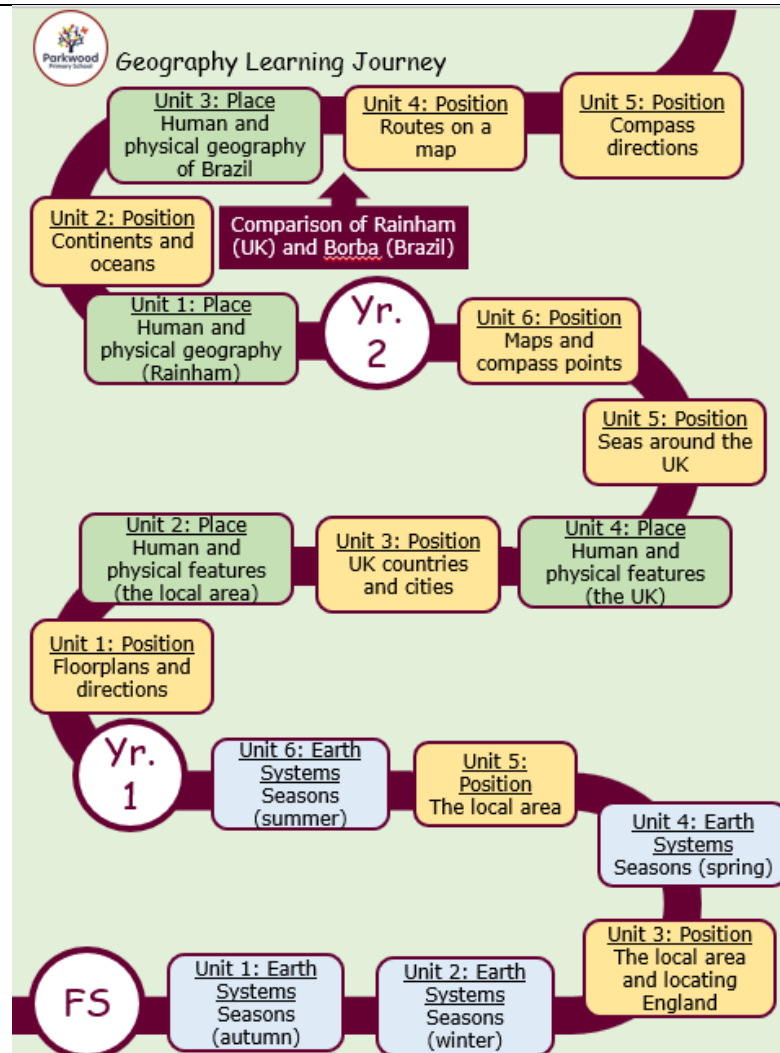 Parkwood
Primary School
Geography Learning Journey
Unit 3: Place
Human and
physical geography
of Brazil
Unit 4: Position
Routes on a
map
Unit 5: Position
Compass
directions
Unit 2: Position
Continents and
oceans
Comparison of Rainham
(UK) and Borba (Brazil)
Unit 1: Place
Human and
physical geography
(Rainham)
Yr.
2
Unit 6: Position
Maps and
compass points
Unit 5: Position
Seas around the
UK
Unit 2: Place
Human and
physical features
(the local area)
Unit 3: Position
UK countries
and cities
Unit 4: Place
Human and
physical features
(the UK)
Unit 1: Position
Floorplans and
directions
Yr.
1
Unit 6: Earth
Systems
Seasons
(summer)
Unit 5:
Position
The local area
Unit 4: Earth
Systems
Seasons (spring)
Unit 3: Position
The local area
and locating
England
FS
Unit 1: Earth
Systems
Seasons
(autumn)
Unit 2: Earth
Systems
Seasons
(winter)